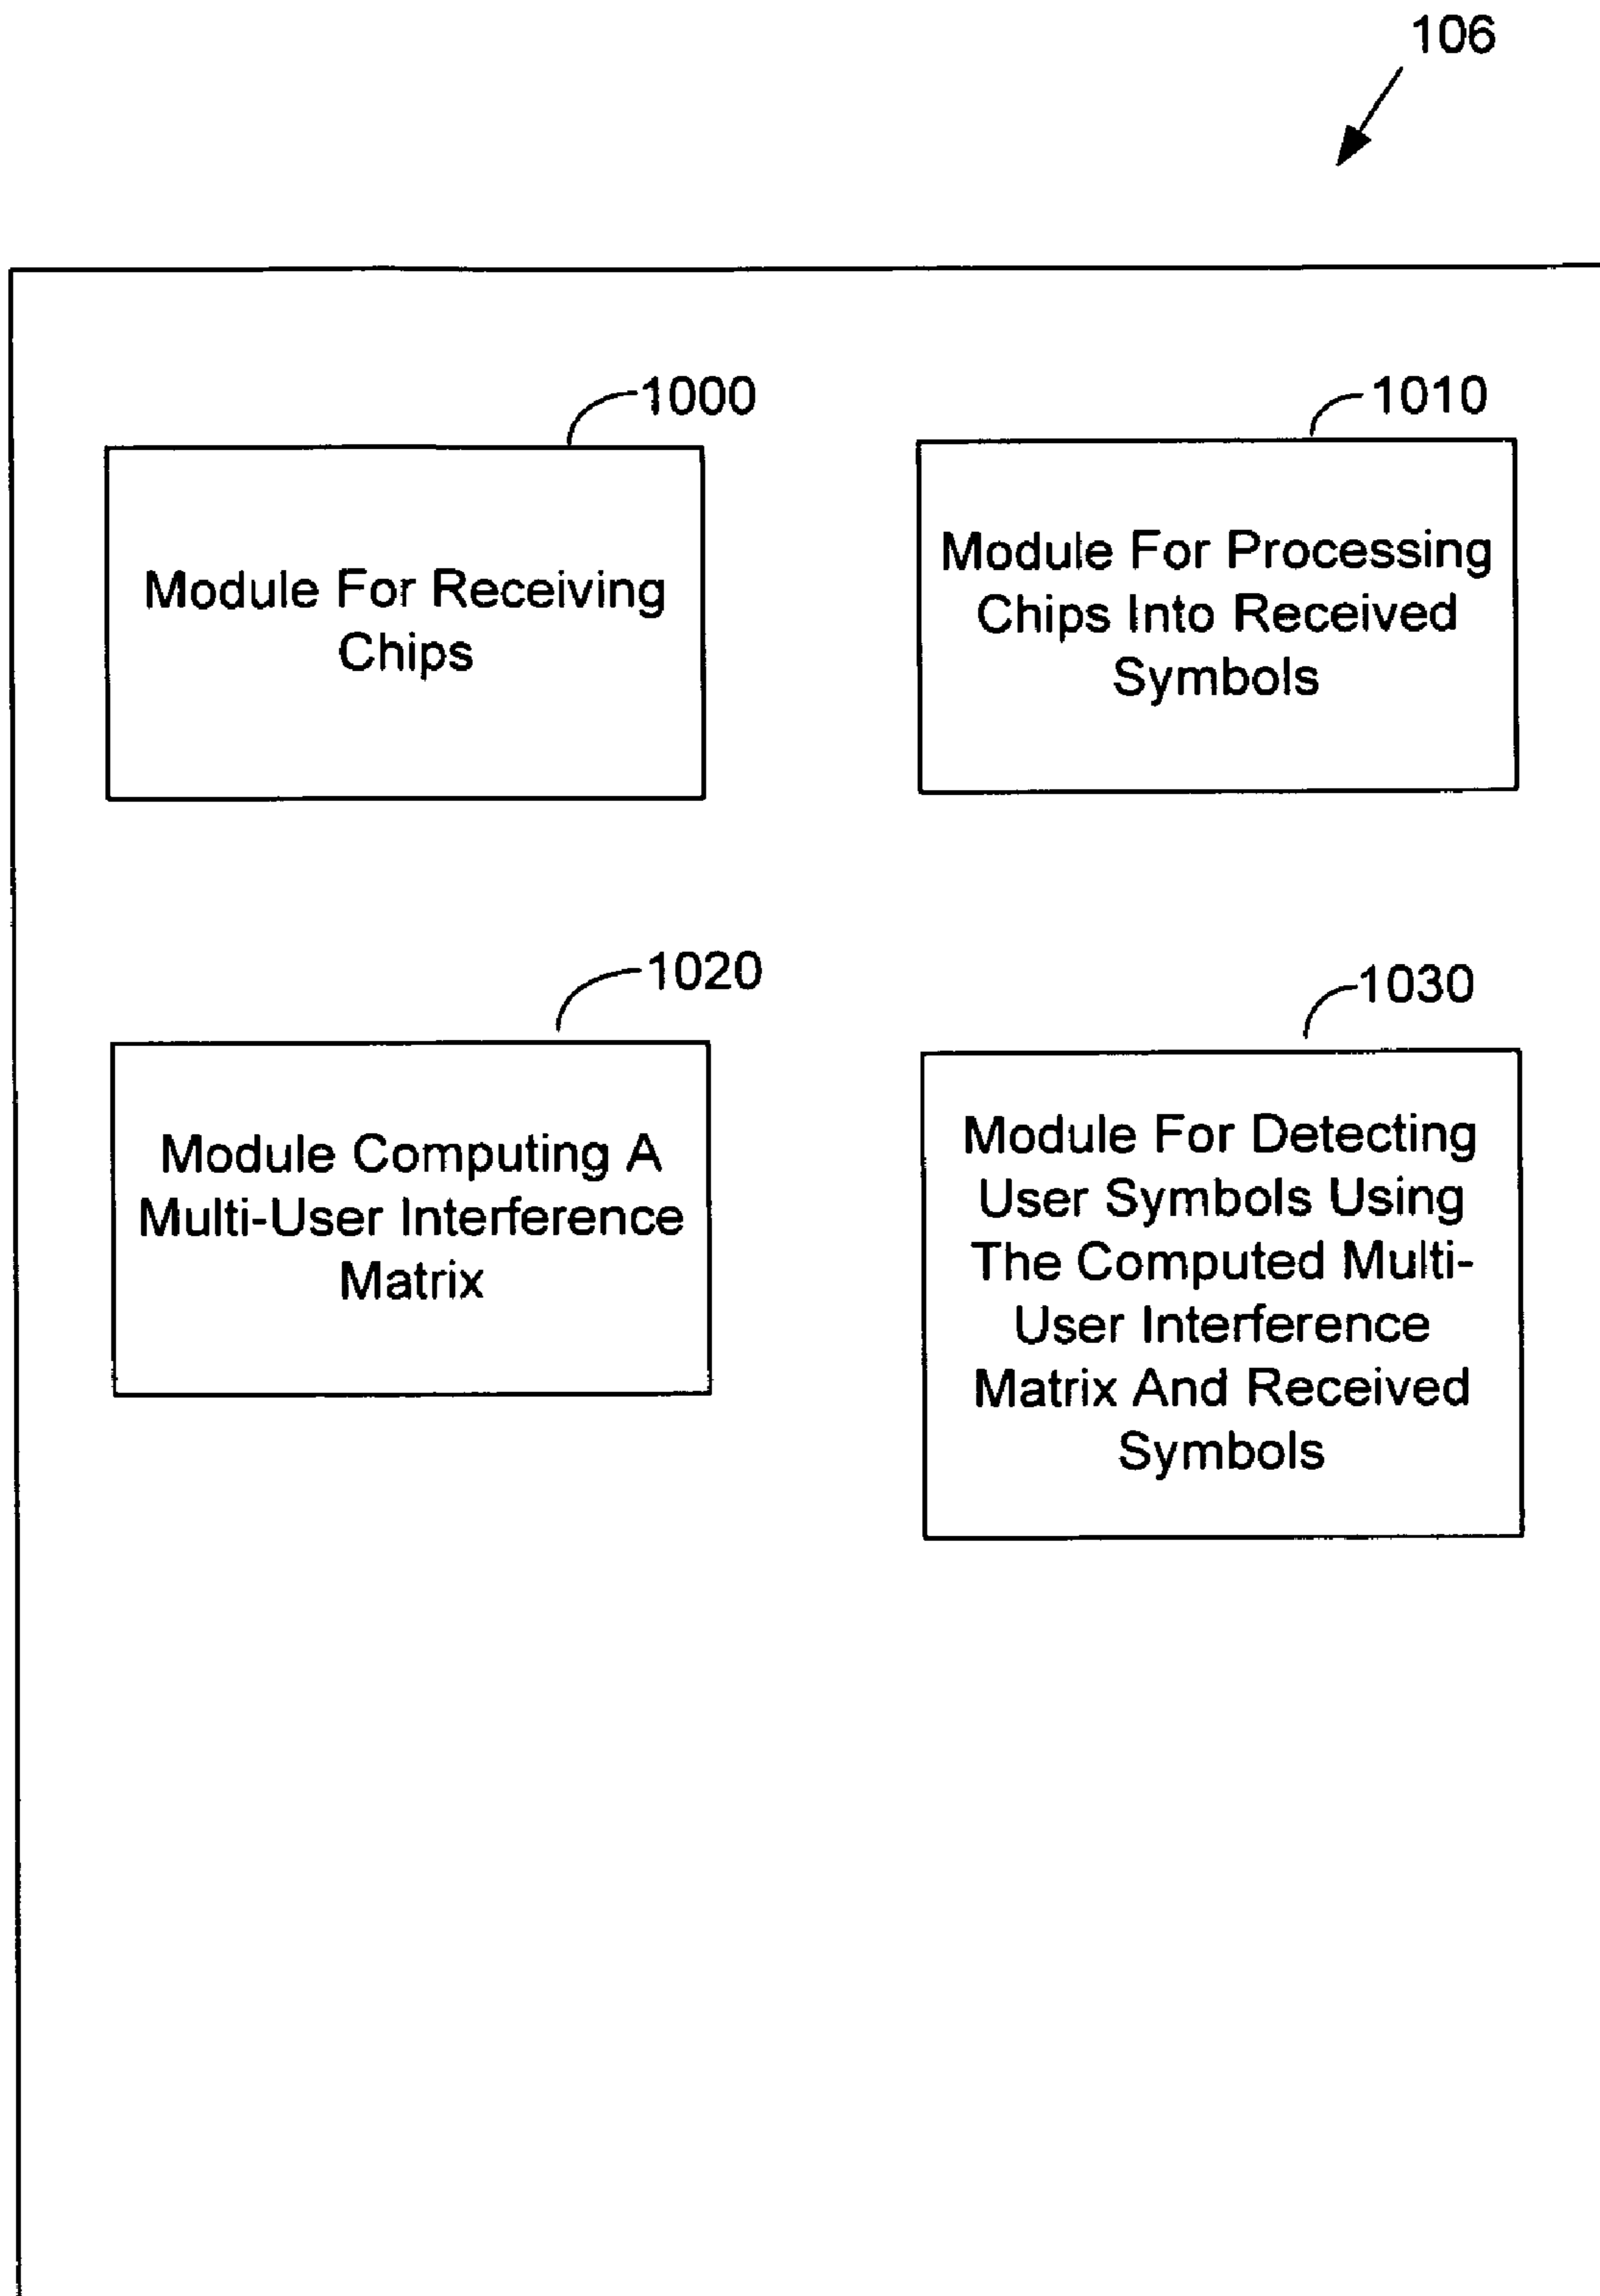 106
1000
Module For Receiving
Chips
1010
Module For Processing
Chips Into Received
Symbols
1020
Module Computing A
Multi-User Interference
Matrix
1030
Module For Detecting
User Symbols Using
The Computed Multi-
User Interference
Matrix And Received
Symbols